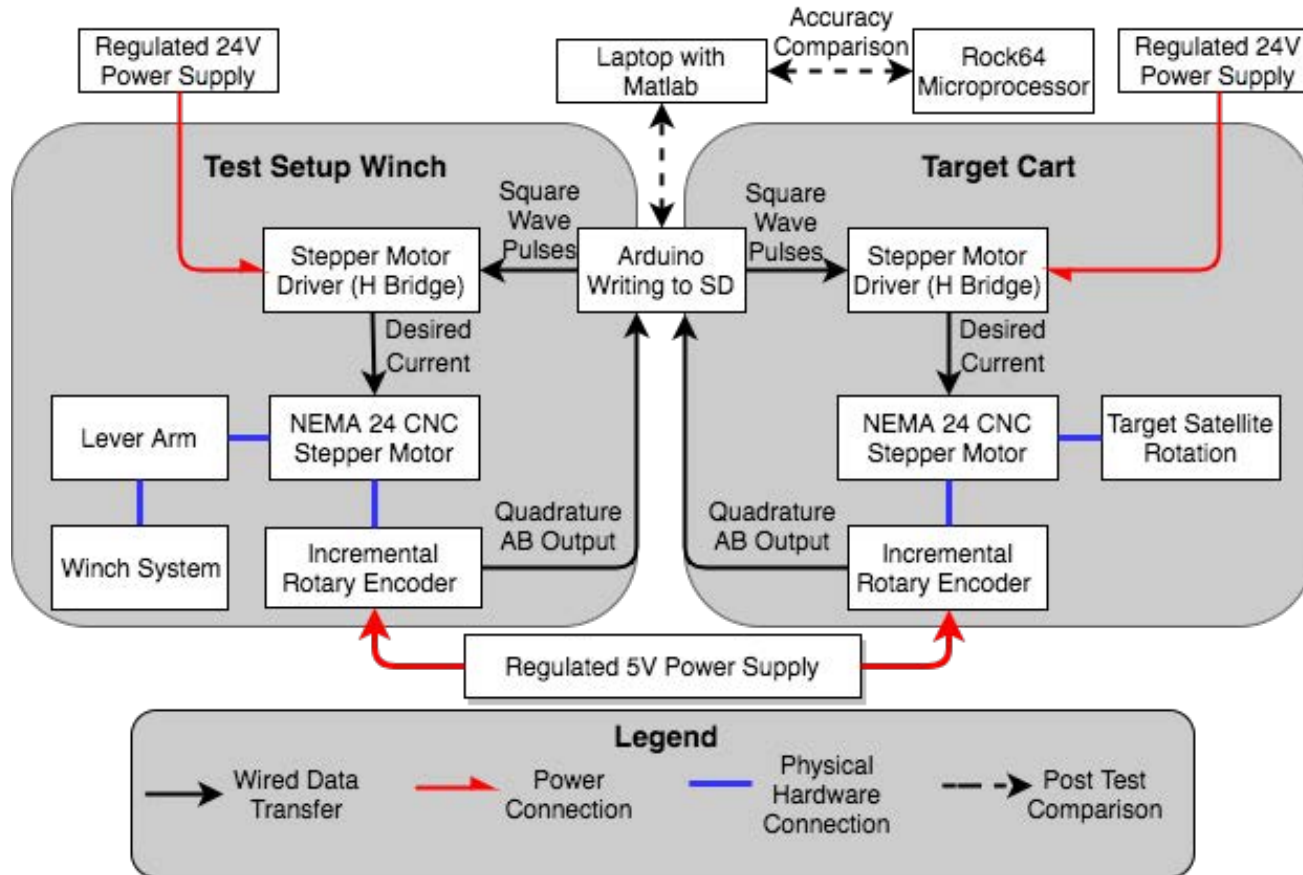 Regulated 24V
Power Supply
Laptop with
Matlab
Accuracy
Comparison
Rock64
Microprocessor
Regulated 24V
Power Supply
Test Setup Winch
Target Cart
Square
Wave
Pulses
Square
Wave
Pulses
Stepper Motor
Driver (H Bridge)
Arduino
Writing to SD
Stepper Motor
Driver (H Bridge)
Desired
Current
Desired
Current
Lever Arm
NEMA 24 CNC
Stepper Motor
NEMA 24 CNC
Stepper Motor
Target Satellite
Rotation
Winch System
Incremental
Rotary Encoder
Quadrature
AB Output
Quadrature
AB Output
Incremental
Rotary Encoder
Regulated 5V Power Supply
Legend
Wired Data
Transfer
Power
Connection
Physical
Hardware
Connection
Post Test
Comparison